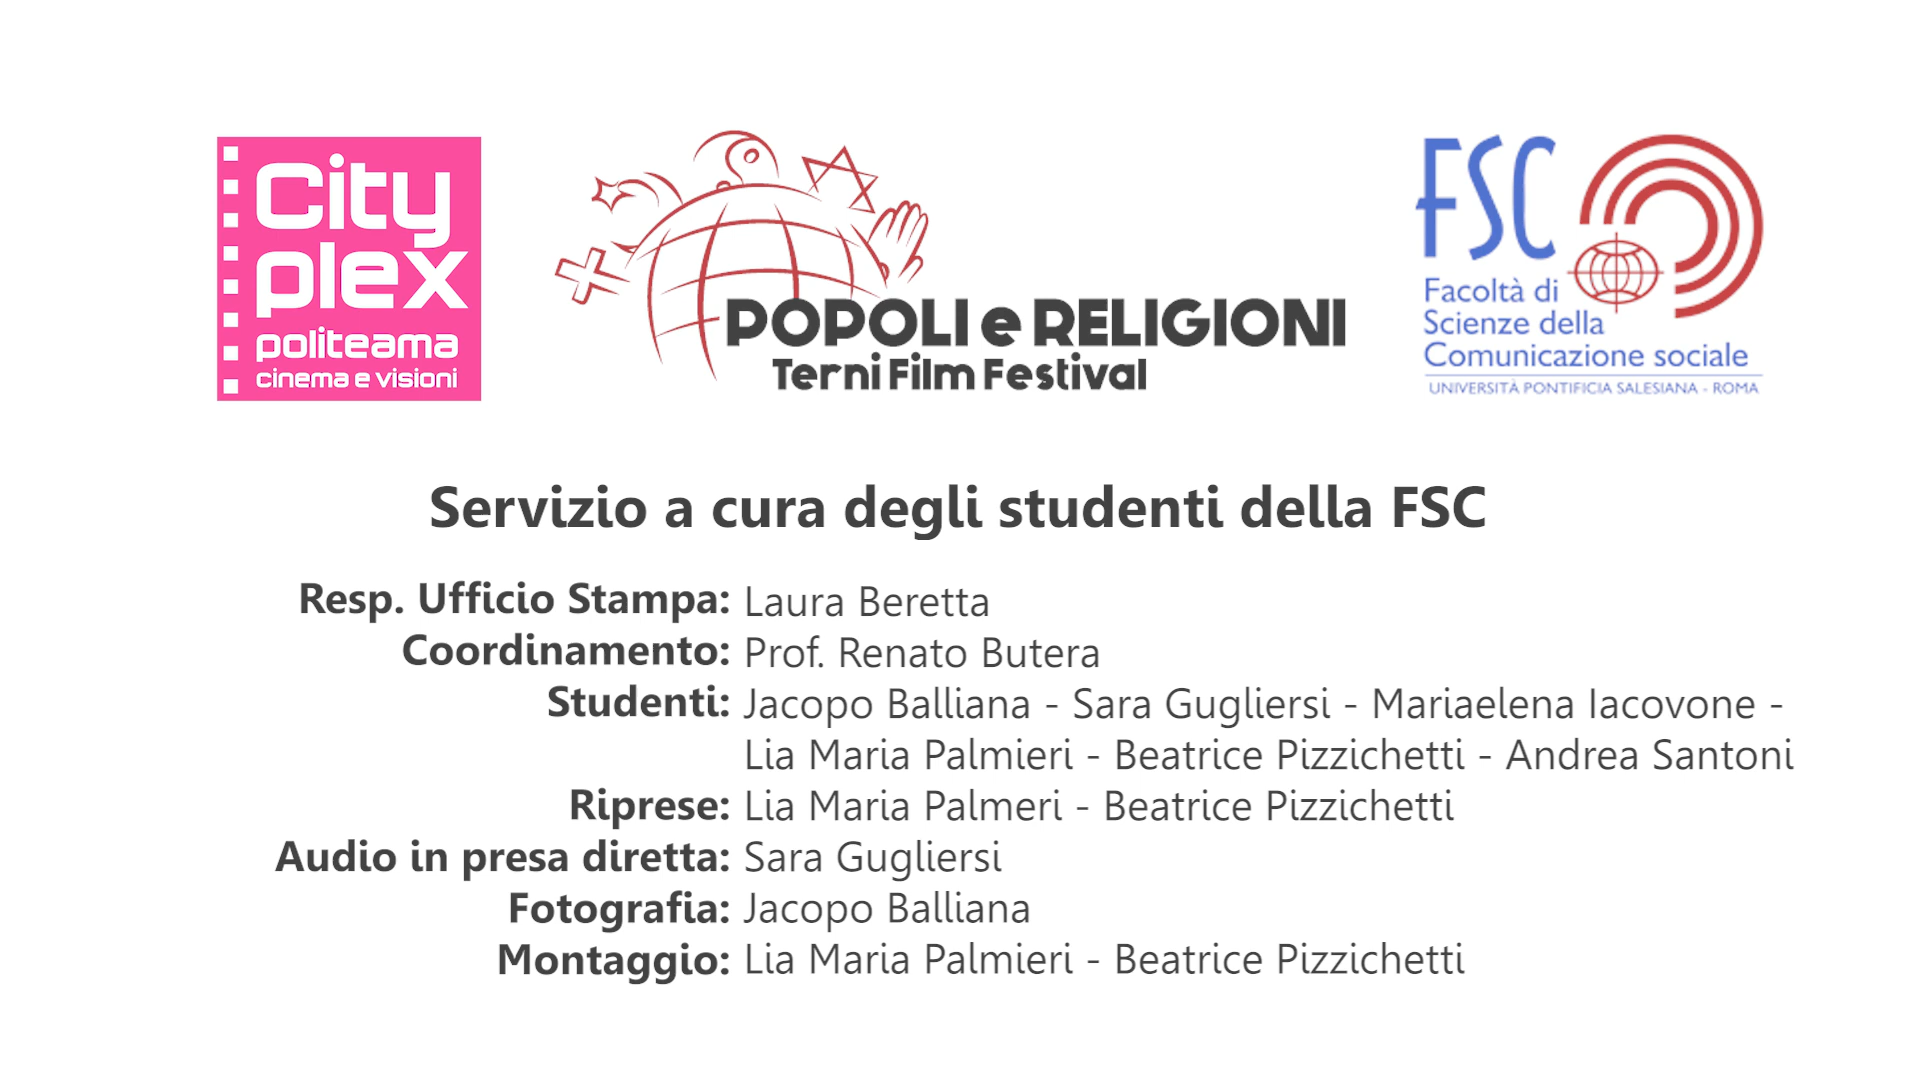 City
plex
politeama
cinema e visioni
POPOLI e RELIGIONI
Terni Film Festival
FSC
Facoltà di
Scienze della
Comunicazione sociale
UNIVERSITÀ PONTIFICIA SALESIANA - ROMA
Servizio a cura degli studenti della FSC
Resp. Ufficio Stampa: Laura Beretta
Coordinamento: Prof. Renato Butera
Studenti: Jacopo Balliana - Sara Gugliersi - Mariaelena Iacovone -
Lia Maria Palmieri - Beatrice Pizzichetti - Andrea Santoni
Riprese: Lia Maria Palmeri - Beatrice Pizzichetti
Audio in presa diretta: Sara Gugliersi
Fotografia: Jacopo Balliana
Montaggio: Lia Maria Palmieri - Beatrice Pizzichetti